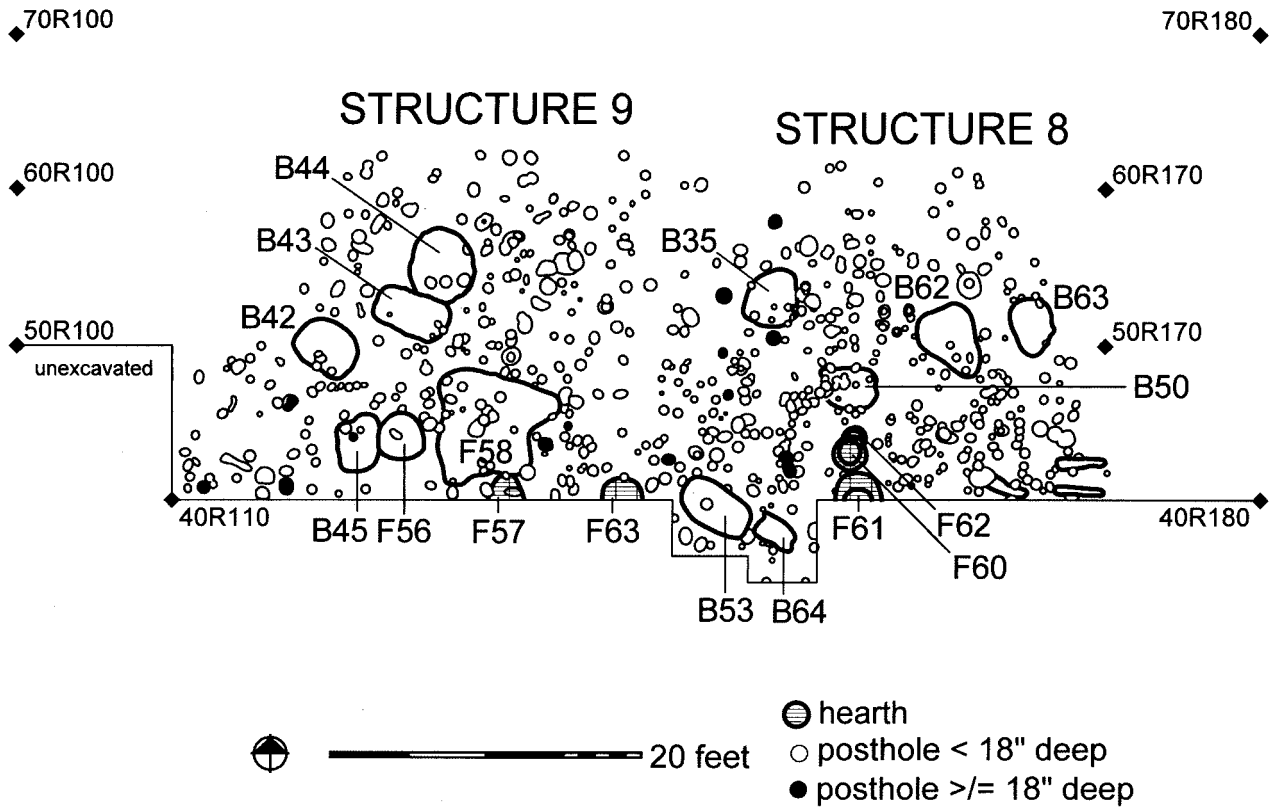 70R100
70R180
STRUCTURE 9
STRUCTURE 8
B44
60R100
60R170
B43
B35
B62
B63
B42
50R100
50R170
unexcavated
B50
F58
40R110
B45
F56
F57
F63
F61
F62
40R180
F60
B53
B64
hearth
20 feet
posthole < 18" deep
posthole >/= 18" deep